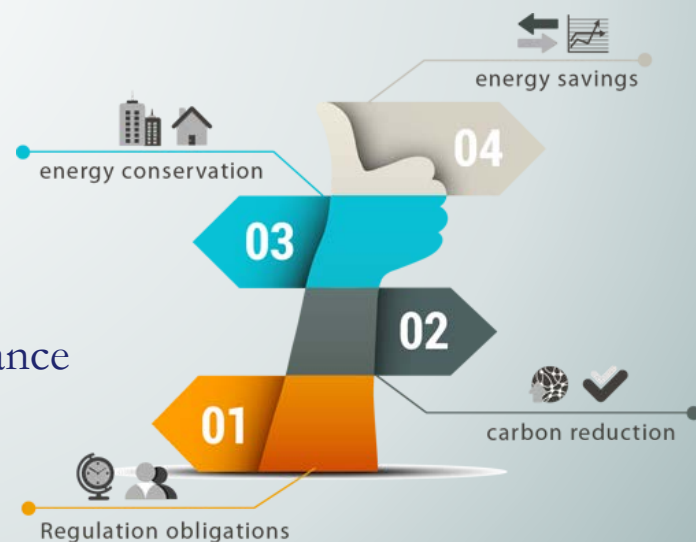 energy savings
04
energy conservation
03
02
ance
carbon reduction
01
Regulation obligations